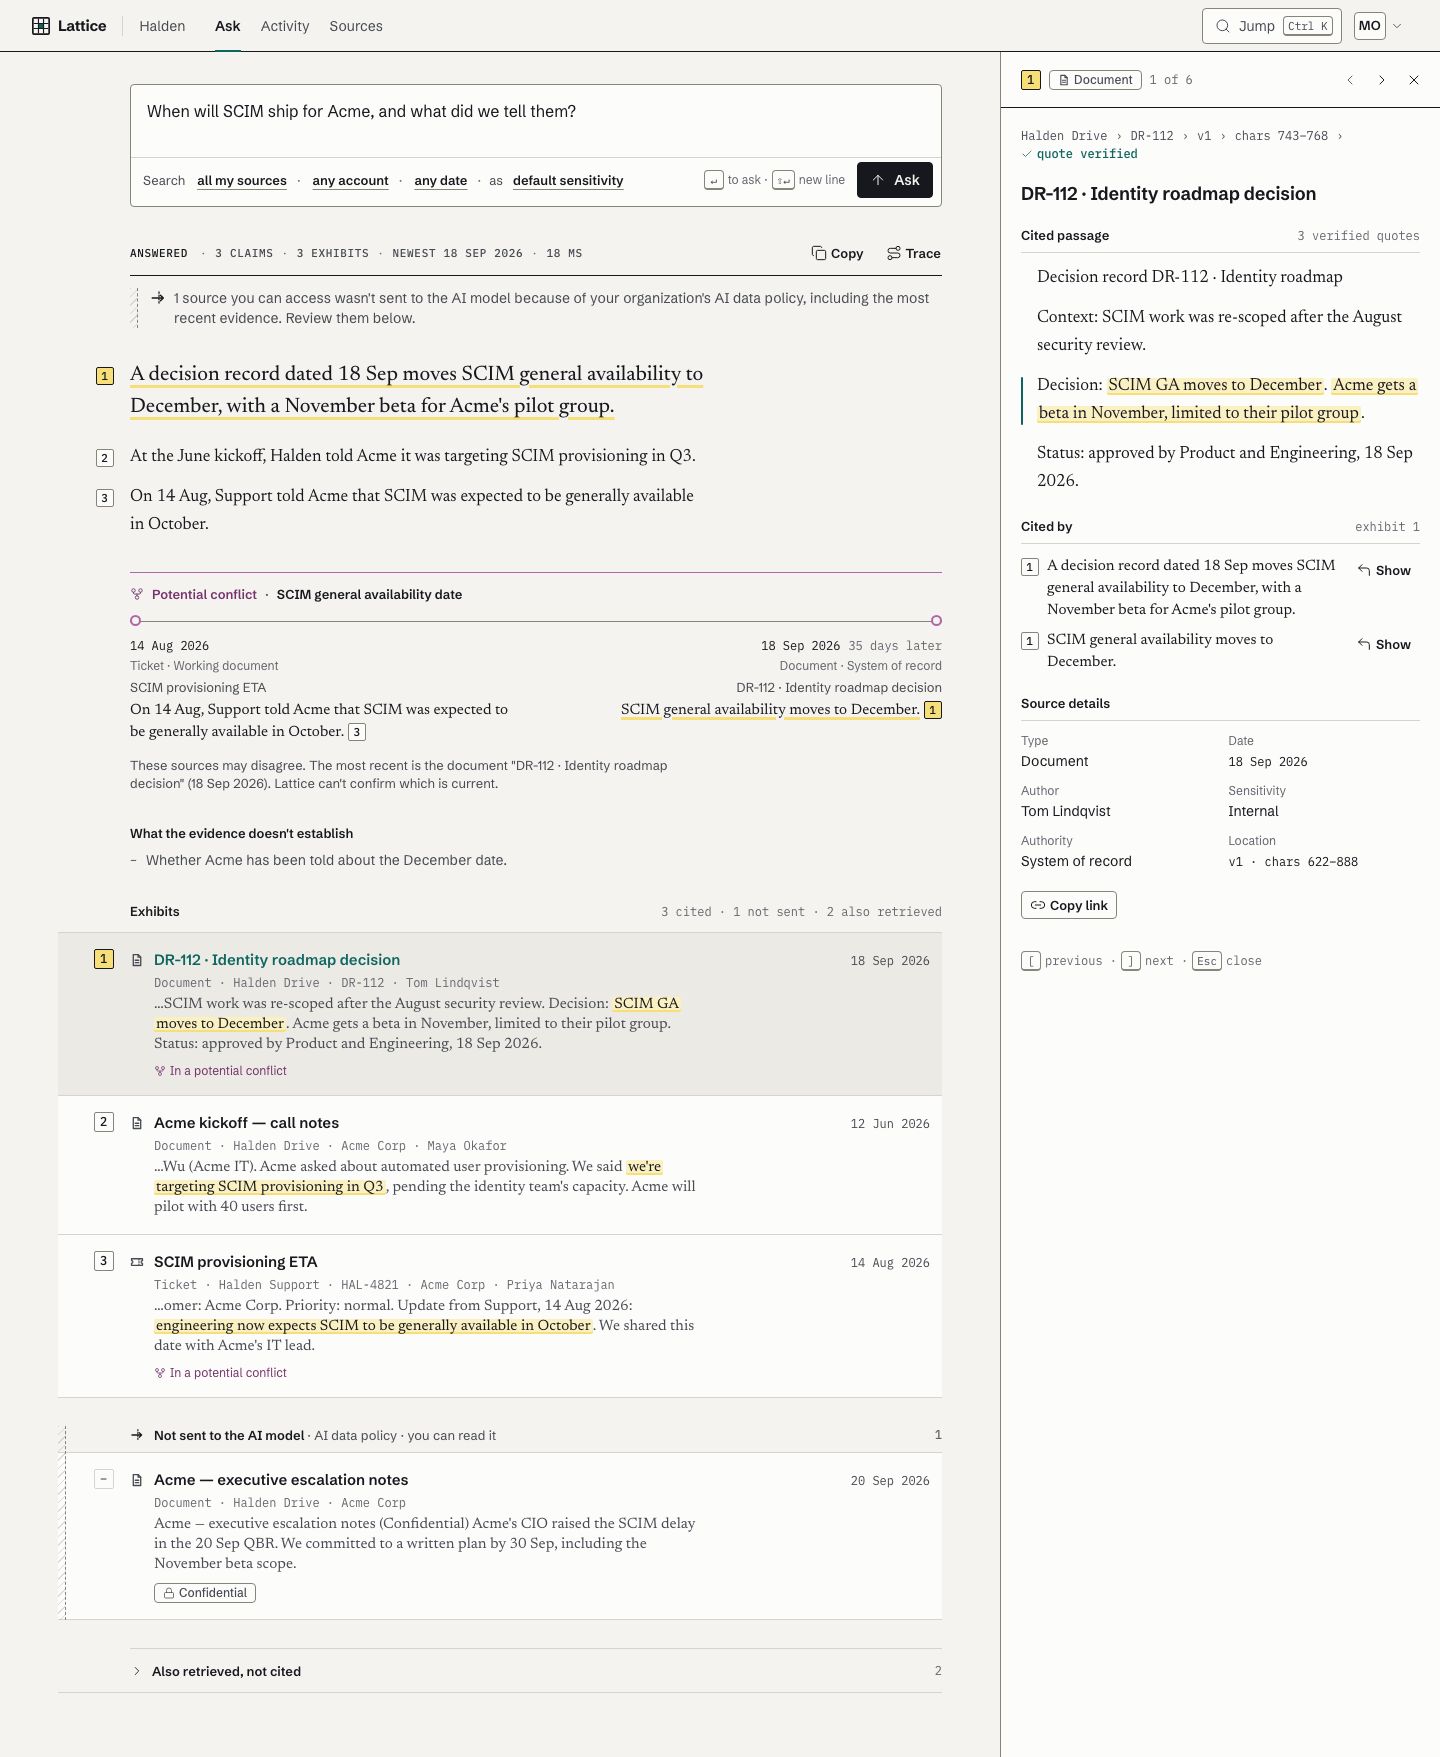 Lattice
Halden
Ask
Activity
Sources
Jump Ctrl K
MO
When will SCIM ship for Acme, and what did we tell them?
Search all my sources · any account · any date · as default sensitivity
↵ to ask · ⇧↵ new line
Ask
ANSWERED · 3 CLAIMS · 3 EXHIBITS · NEWEST 18 SEP 2026 · 18 MS
Copy
Trace
1 source you can access wasn't sent to the AI model because of your organization's AI data policy, including the most
recent evidence. Review them below.
1
A decision record dated 18 Sep moves SCIM general availability to
December, with a November beta for Acme's pilot group.
2
At the June kickoff, Halden told Acme it was targeting SCIM provisioning in Q3.
3
On 14 Aug, Support told Acme that SCIM was expected to be generally available
in October.
Potential conflict · SCIM general availability date
14 Aug 2026
Ticket · Working document
SCIM provisioning ETA
On 14 Aug, Support told Acme that SCIM was expected to
be generally available in October. 3
18 Sep 2026 35 days later
Document · System of record
DR-112 · Identity roadmap decision
SCIM general availability moves to December. 1
These sources may disagree. The most recent is the document "DR-112 · Identity roadmap
decision" (18 Sep 2026). Lattice can't confirm which is current.
What the evidence doesn't establish
– Whether Acme has been told about the December date.
Exhibits
3 cited · 1 not sent · 2 also retrieved
1
DR-112 · Identity roadmap decision
18 Sep 2026
Document · Halden Drive · DR-112 · Tom Lindqvist
…SCIM work was re-scoped after the August security review. Decision: SCIM GA
moves to December. Acme gets a beta in November, limited to their pilot group.
Status: approved by Product and Engineering, 18 Sep 2026.
In a potential conflict
2
Acme kickoff — call notes
12 Jun 2026
Document · Halden Drive · Acme Corp · Maya Okafor
…Wu (Acme IT). Acme asked about automated user provisioning. We said we're
targeting SCIM provisioning in Q3, pending the identity team's capacity. Acme will
pilot with 40 users first.
3
SCIM provisioning ETA
14 Aug 2026
Ticket · Halden Support · HAL-4821 · Acme Corp · Priya Natarajan
…omer: Acme Corp. Priority: normal. Update from Support, 14 Aug 2026:
engineering now expects SCIM to be generally available in October. We shared this
date with Acme's IT lead.
In a potential conflict
Not sent to the AI model · AI data policy · you can read it
1
–
Acme — executive escalation notes
20 Sep 2026
Document · Halden Drive · Acme Corp
Acme — executive escalation notes (Confidential) Acme's CIO raised the SCIM delay
in the 20 Sep QBR. We committed to a written plan by 30 Sep, including the
November beta scope.
Confidential
Also retrieved, not cited
2
1
Document
1 of 6
Halden Drive › DR-112 › v1 › chars 743–768 ›
quote verified
DR-112 · Identity roadmap decision
Cited passage
3 verified quotes
Decision record DR-112 · Identity roadmap
Context: SCIM work was re-scoped after the August
security review.
Decision: SCIM GA moves to December. Acme gets a
beta in November, limited to their pilot group.
Status: approved by Product and Engineering, 18 Sep
2026.
Cited by
exhibit 1
1
A decision record dated 18 Sep moves SCIM
general availability to December, with a
November beta for Acme's pilot group.
Show
1
SCIM general availability moves to
December.
Show
Source details
Type
Document
Date
18 Sep 2026
Author
Tom Lindqvist
Sensitivity
Internal
Authority
System of record
Location
v1 · chars 622–888
Copy link
[ previous · ] next · Esc close